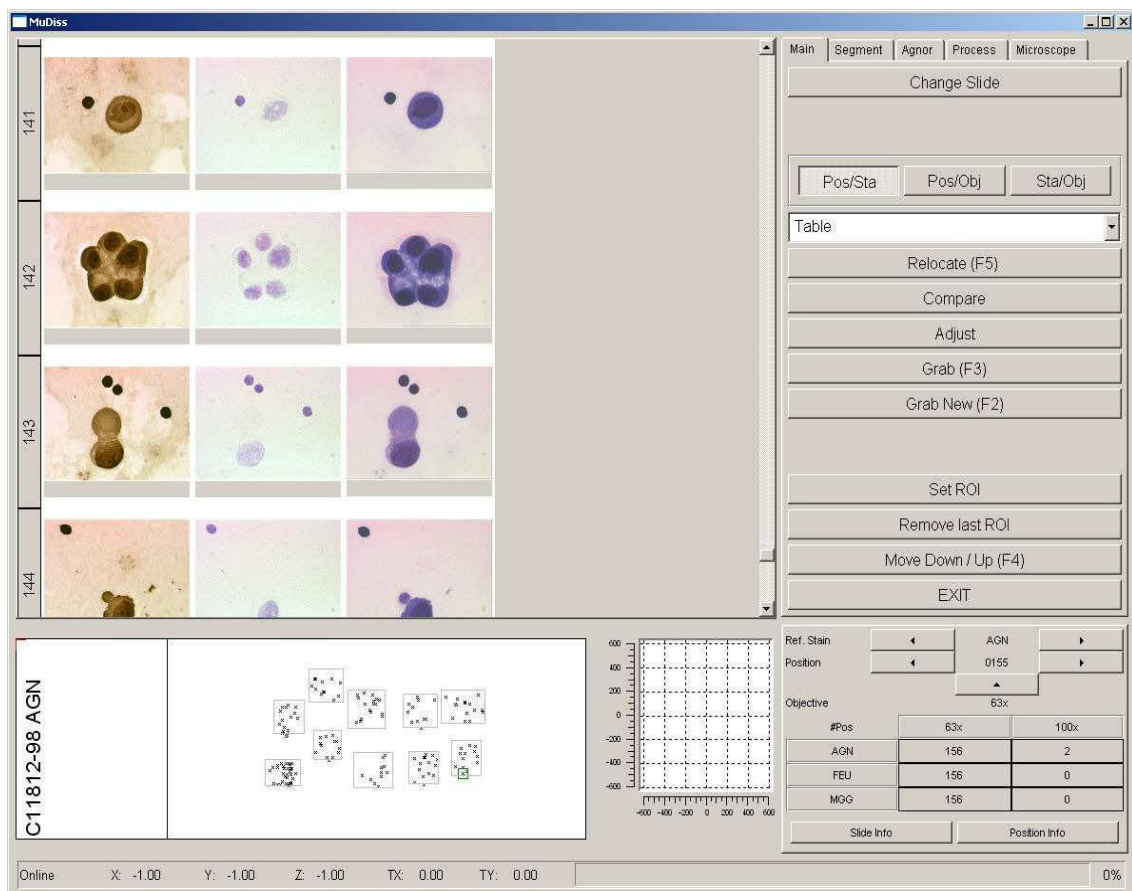 MuDiss
Main Segment Agnor Process Microscope
Change Slide
Pos/Sta Pos/Obj Sta/Obj
Table
Relocate (F5)
Compare
Adjust
Grab (F3)
Grab New (F2)
Set ROI
Remove last ROI
Move Down / Up (F4)
EXIT
141
142
143
144
C11812-98 AGN
600
400
200
0
-200
-400
-600
-600 -400 -200 0 200 400 600
Ref. Stain AGN
Position 0155
Objective 63x
#Pos 63x 100x
AGN 156 2
FEU 156 0
MGG 156 0
Slide Info Position Info
Online X: -1.00 Y: -1.00 Z: -1.00 TX: 0.00 TY: 0.00 0%